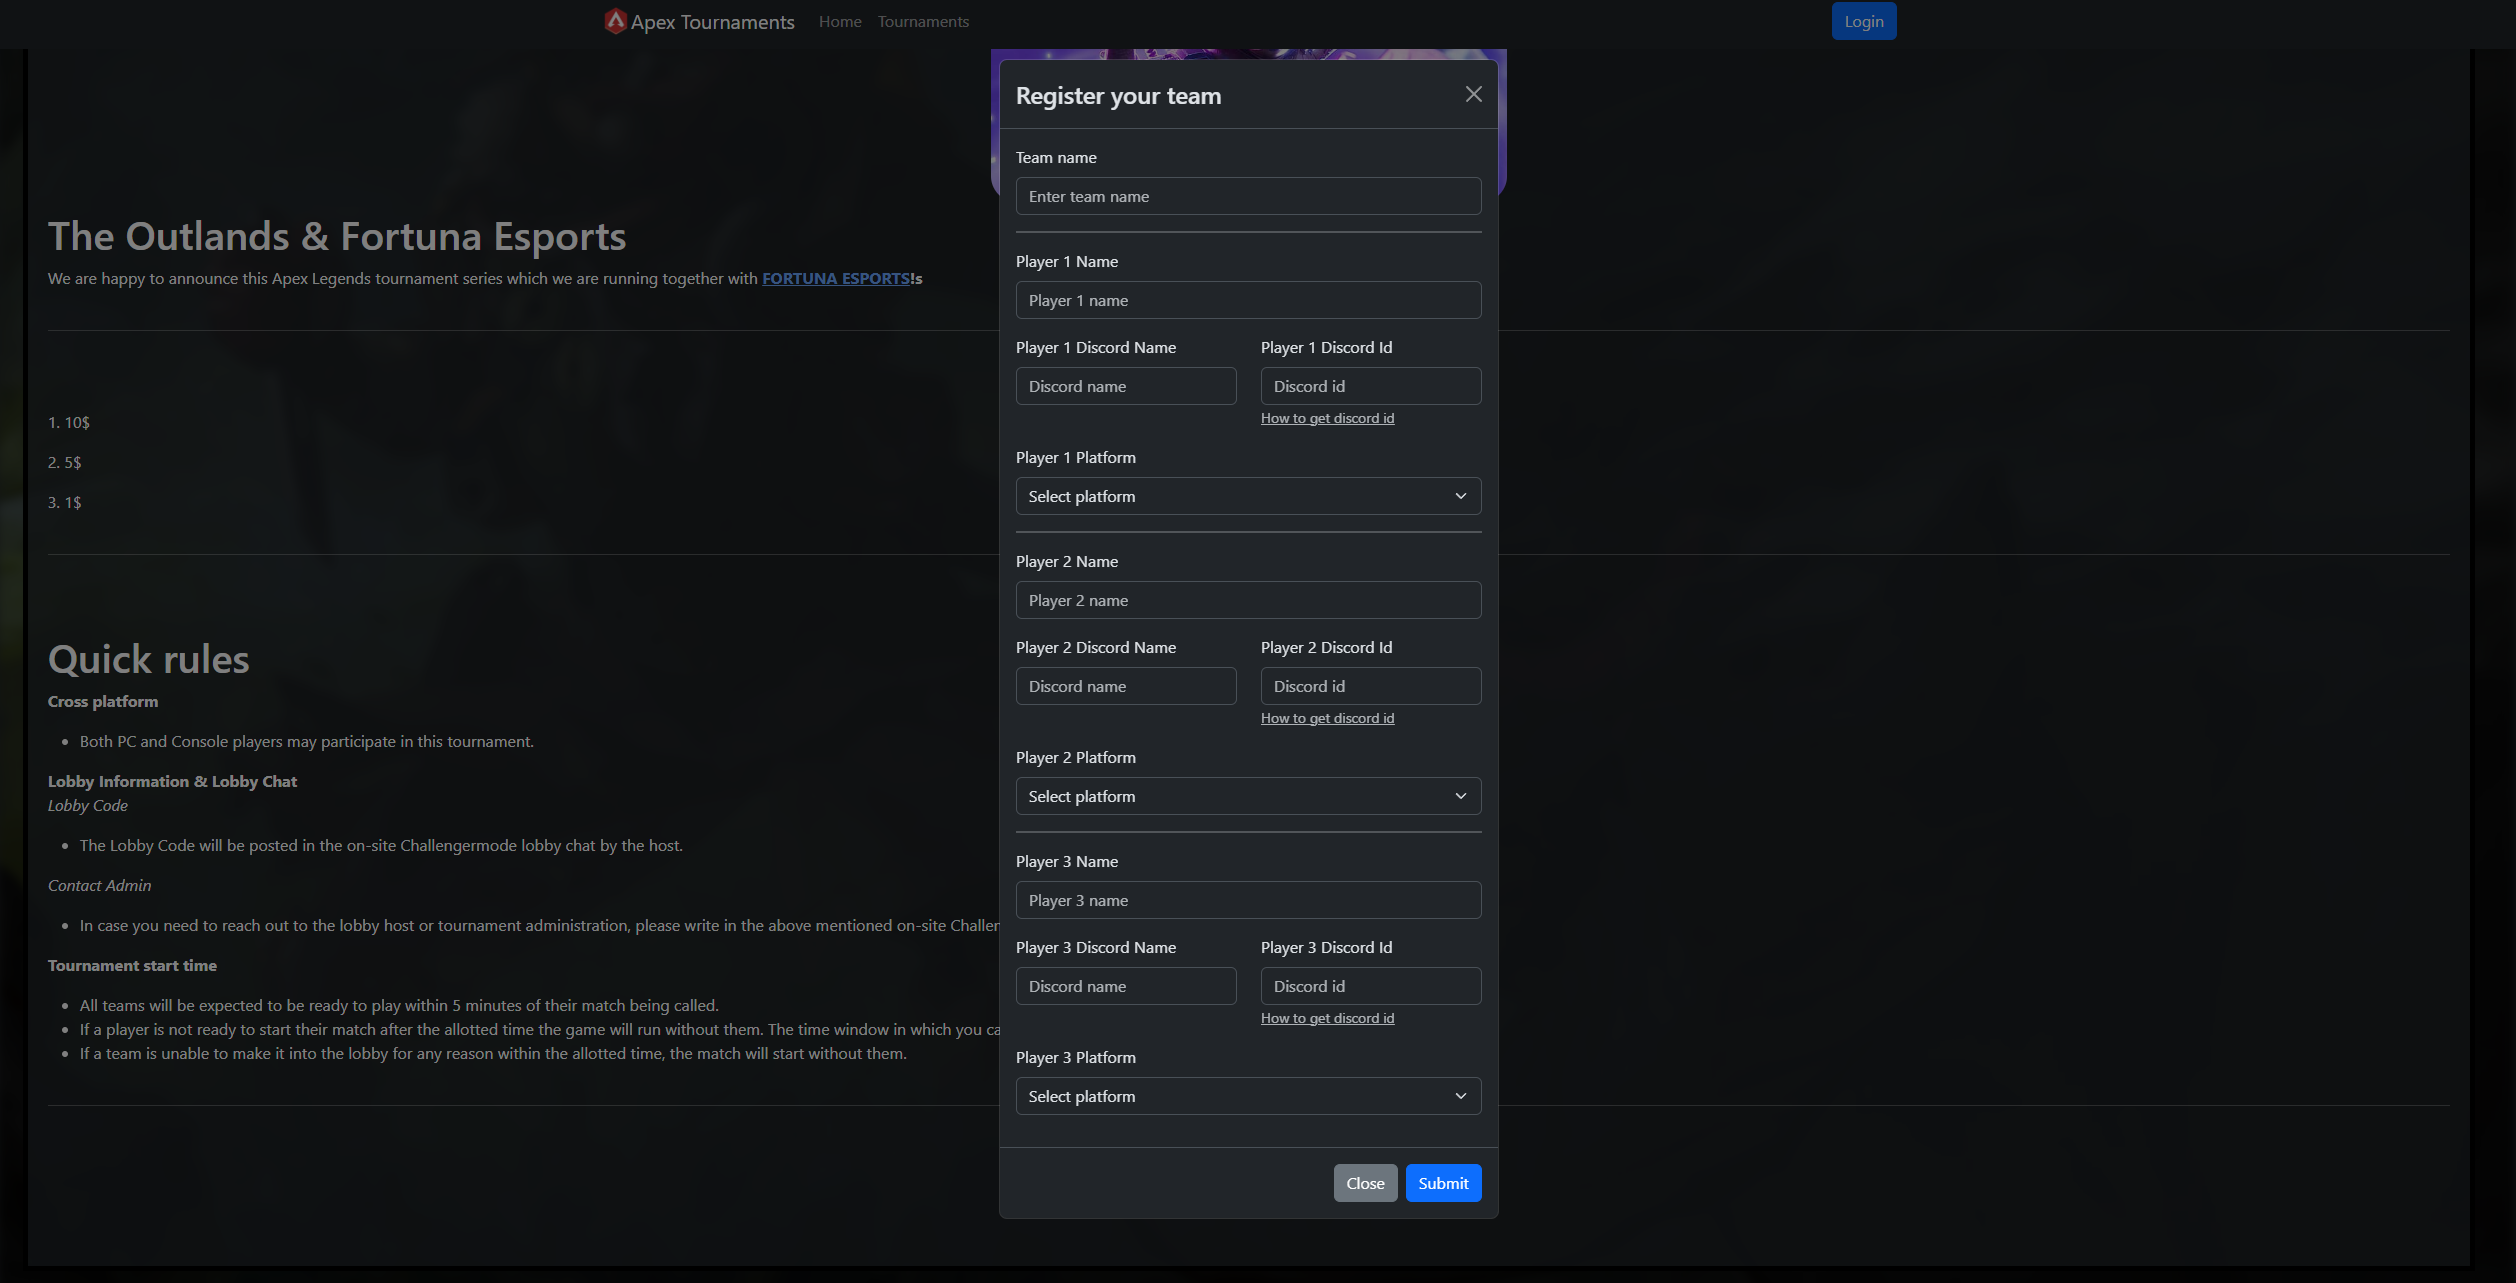 Apex Tournaments Home Tournaments Login
Register your team
Team name
Enter team name
Player 1 Name
Player 1 name
Player 1 Discord Name Player 1 Discord Id
Discord name Discord id
How to get discord id
Player 1 Platform
Select platform
Player 2 Name
Player 2 name
Player 2 Discord Name Player 2 Discord Id
Discord name Discord id
How to get discord id
Player 2 Platform
Select platform
Player 3 Name
Player 3 name
Player 3 Discord Name Player 3 Discord Id
Discord name Discord id
How to get discord id
Player 3 Platform
Select platform
Close Submit
The Outlands & Fortuna Esports
We are happy to announce this Apex Legends tournament series which we are running together with FORTUNA ESPORTS!s
1. 10$
2. 5$
3. 1$
Quick rules
Cross platform
Both PC and Console players may participate in this tournament.
Lobby Information & Lobby Chat
Lobby Code
The Lobby Code will be posted in the on-site Challengermode lobby chat by the host.
Contact Admin
In case you need to reach out to the lobby host or tournament administration, please write in the above mentioned on-site
Tournament start time
All teams will be expected to be ready to play within 5 minutes of their match being called.
If a player is not ready to start their match after the allotted time the game will run without them. The time window in which you
If a team is unable to make it into the lobby for any reason within the allotted time, the match will start without them.